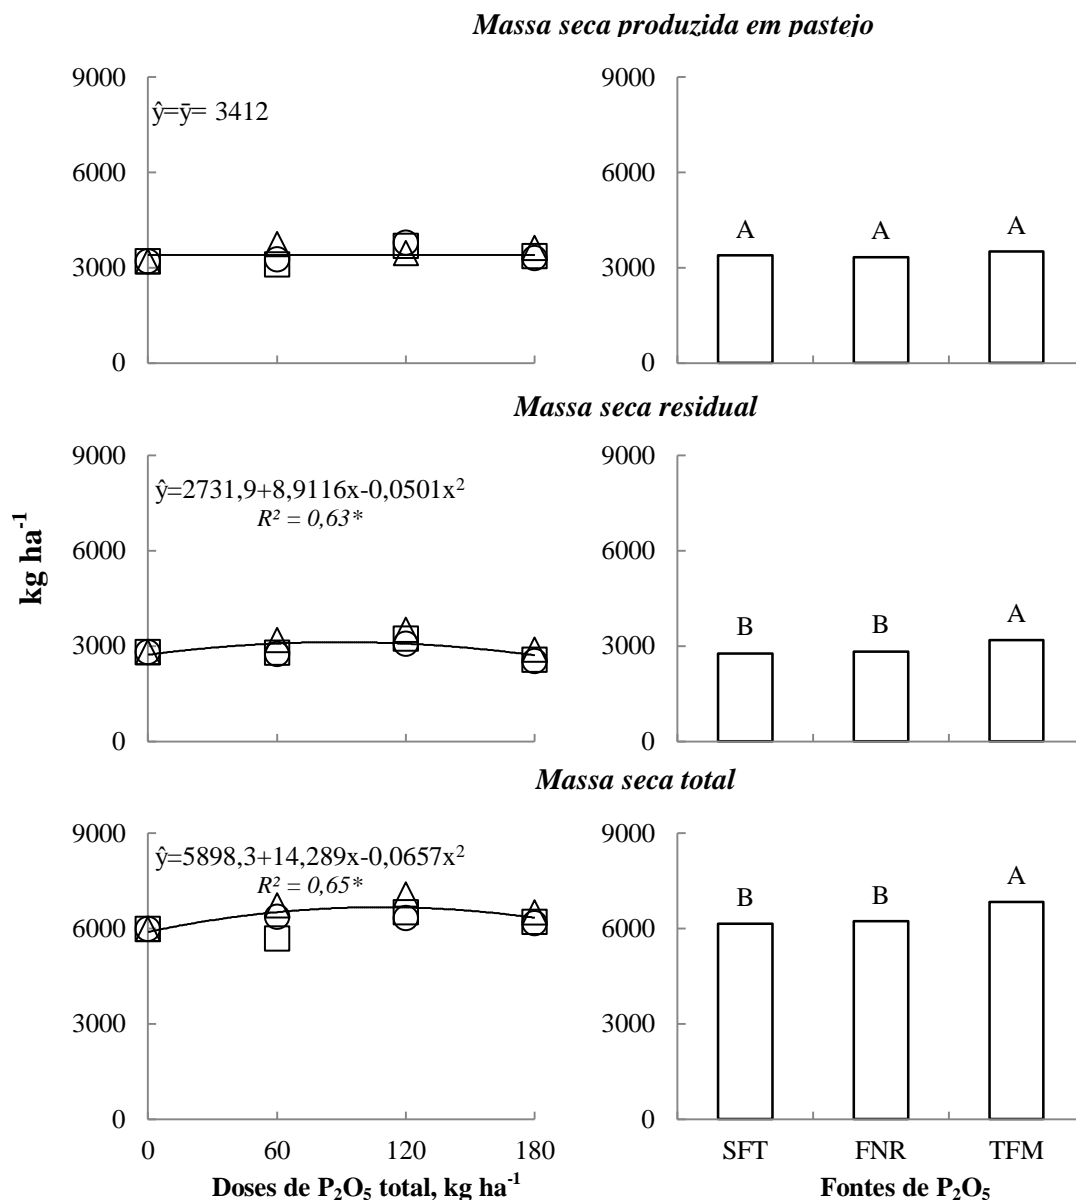 Massa seca produzida em pastejo
9000
6000
3000
0
ŷ=ȳ= 3412
9000
6000
3000
0
A A A
Massa seca residual
kg ha⁻¹
9000
6000
3000
0
ŷ=2731,9+8,9116x-0,0501x²
R² = 0,63*
9000
6000
3000
0
B B A
Massa seca total
9000
6000
3000
0
ŷ=5898,3+14,289x-0,0657x²
R² = 0,65*
0 60 120 180
Doses de P₂O₅ total, kg ha⁻¹
9000
6000
3000
0
B B A
SFT FNR TFM
Fontes de P₂O₅